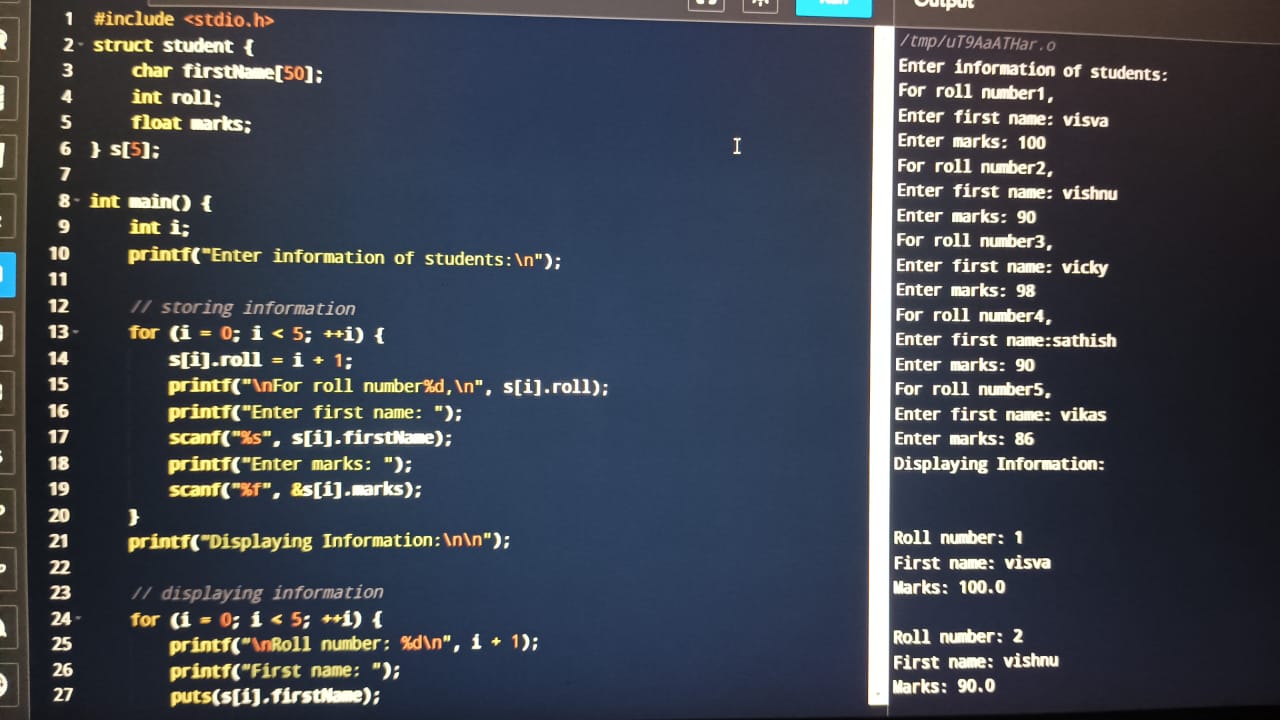 1 #include <stdio.h>
2 struct student {
3 char firstName[50];
4 int roll;
5 float marks;
6 } s[5];
7
8 int main() {
9 int i;
10 printf("Enter information of students:\n");
11
12 // storing information
13 for (i = 0; i < 5; ++i) {
14 s[i].roll = i + 1;
15 printf("\nFor roll number%d,\n", s[i].roll);
16 printf("Enter first name: ");
17 scanf("%s", s[i].firstName);
18 printf("Enter marks: ");
19 scanf("%f", &s[i].marks);
20 }
21 printf("Displaying Information:\n\n");
22
23 // displaying information
24 for (i = 0; i < 5; ++i) {
25 printf("\nRoll number: %d\n", i + 1);
26 printf("First name: ");
27 puts(s[i].firstName);
Run
Output
/tmp/uT9AaATHar.o
Enter information of students:
For roll number1,
Enter first name: visva
Enter marks: 100
For roll number2,
Enter first name: vishnu
Enter marks: 90
For roll number3,
Enter first name: vicky
Enter marks: 98
For roll number4,
Enter first name:sathish
Enter marks: 90
For roll number5,
Enter first name: vikas
Enter marks: 86
Displaying Information:
Roll number: 1
First name: visva
Marks: 100.0
Roll number: 2
First name: vishnu
Marks: 90.0